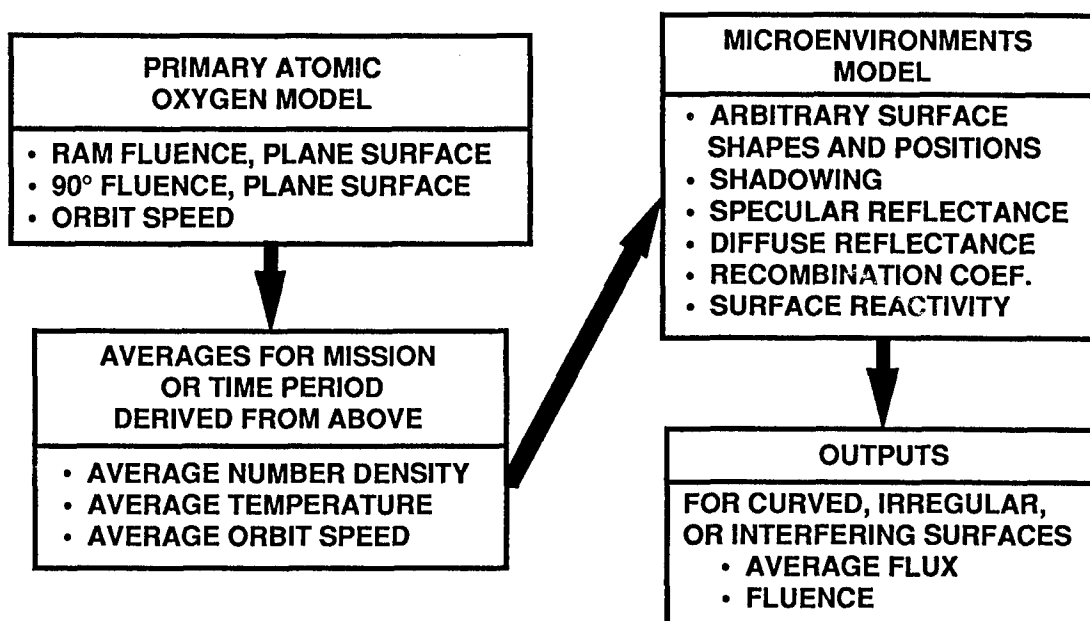 PRIMARY ATOMIC
OXYGEN MODEL
• RAM FLUENCE, PLANE SURFACE
• 90° FLUENCE, PLANE SURFACE
• ORBIT SPEED
AVERAGES FOR MISSION
OR TIME PERIOD
DERIVED FROM ABOVE
• AVERAGE NUMBER DENSITY
• AVERAGE TEMPERATURE
• AVERAGE ORBIT SPEED
MICROENVIRONMENTS
MODEL
• ARBITRARY SURFACE
SHAPES AND POSITIONS
• SHADOWING
• SPECULAR REFLECTANCE
• DIFFUSE REFLECTANCE
• RECOMBINATION COEF.
• SURFACE REACTIVITY
OUTPUTS
FOR CURVED, IRREGULAR,
OR INTERFERING SURFACES
• AVERAGE FLUX
• FLUENCE